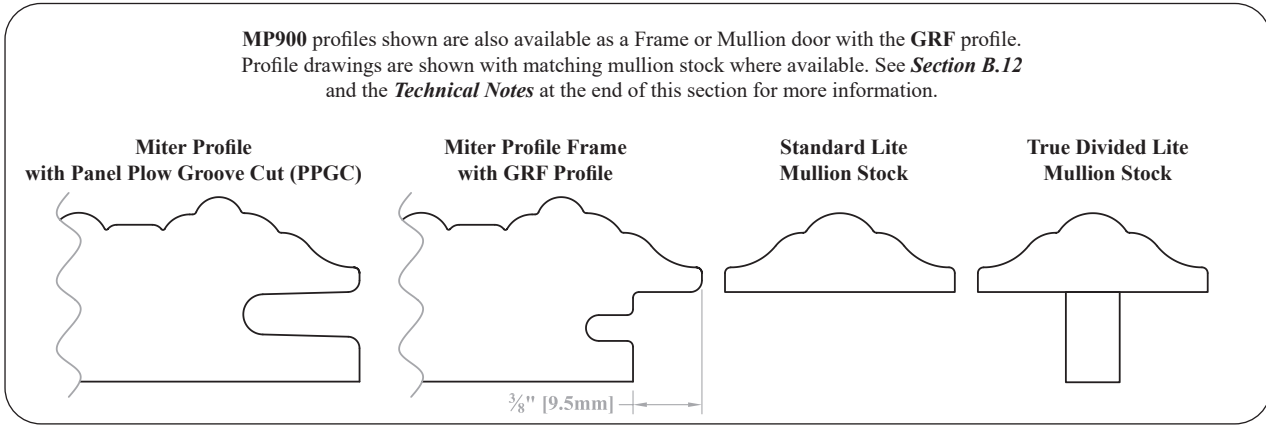 MP900 profiles shown are also available as a Frame or Mullion door with the GRF profile.
Profile drawings are shown with matching mullion stock where available. See Section B.12
and the Technical Notes at the end of this section for more information.
Miter Profile
with Panel Plow Groove Cut (PPGC)
Miter Profile Frame
with GRF Profile
Standard Lite
Mullion Stock
True Divided Lite
Mullion Stock
⅜" [9.5mm]